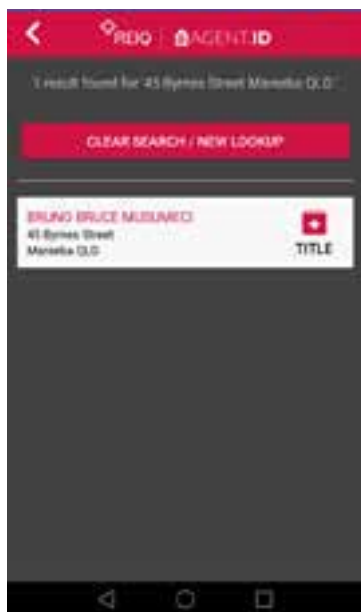 RDO | AGENT.ID
1 result found for '45 Byrnes Street Mareeba QLD'
CLEAR SEARCH / NEW LOOKUP
BRUNO BRUCE MUSUMECI
45 Byrnes Street
Mareeba QLD
TITLE